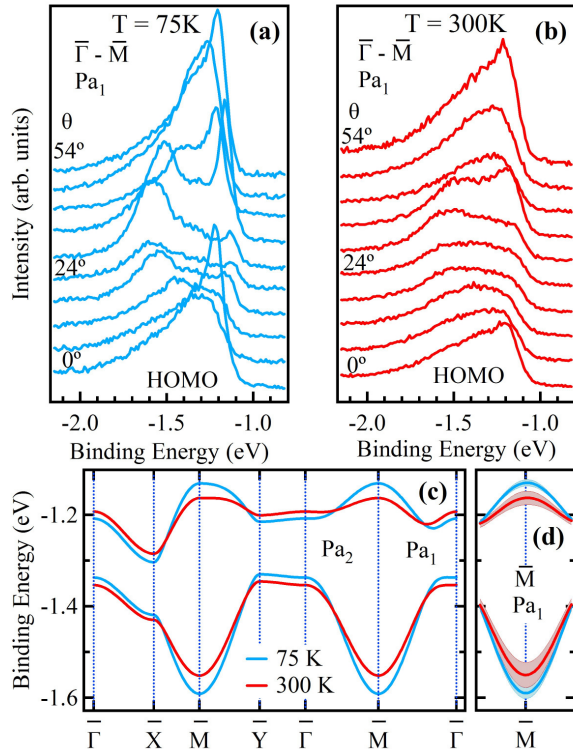 T = 75K
(a)
Γ̅ - M̅
Pa₁
θ
54º
24º
0º
HOMO
Intensity (arb. units)
-2.0 -1.5 -1.0
Binding Energy (eV)
T = 300K
(b)
Γ̅ - M̅
Pa₁
θ
54º
24º
0º
HOMO
-2.0 -1.5 -1.0
Binding Energy (eV)
(c)
Binding Energy (eV)
-1.2
-1.4
-1.6
Pa₂
Pa₁
75 K
300 K
Γ̅ X̅ M̅ Y̅ Γ̅ M̅ Γ̅
(d)
M̅
Pa₁
M̅